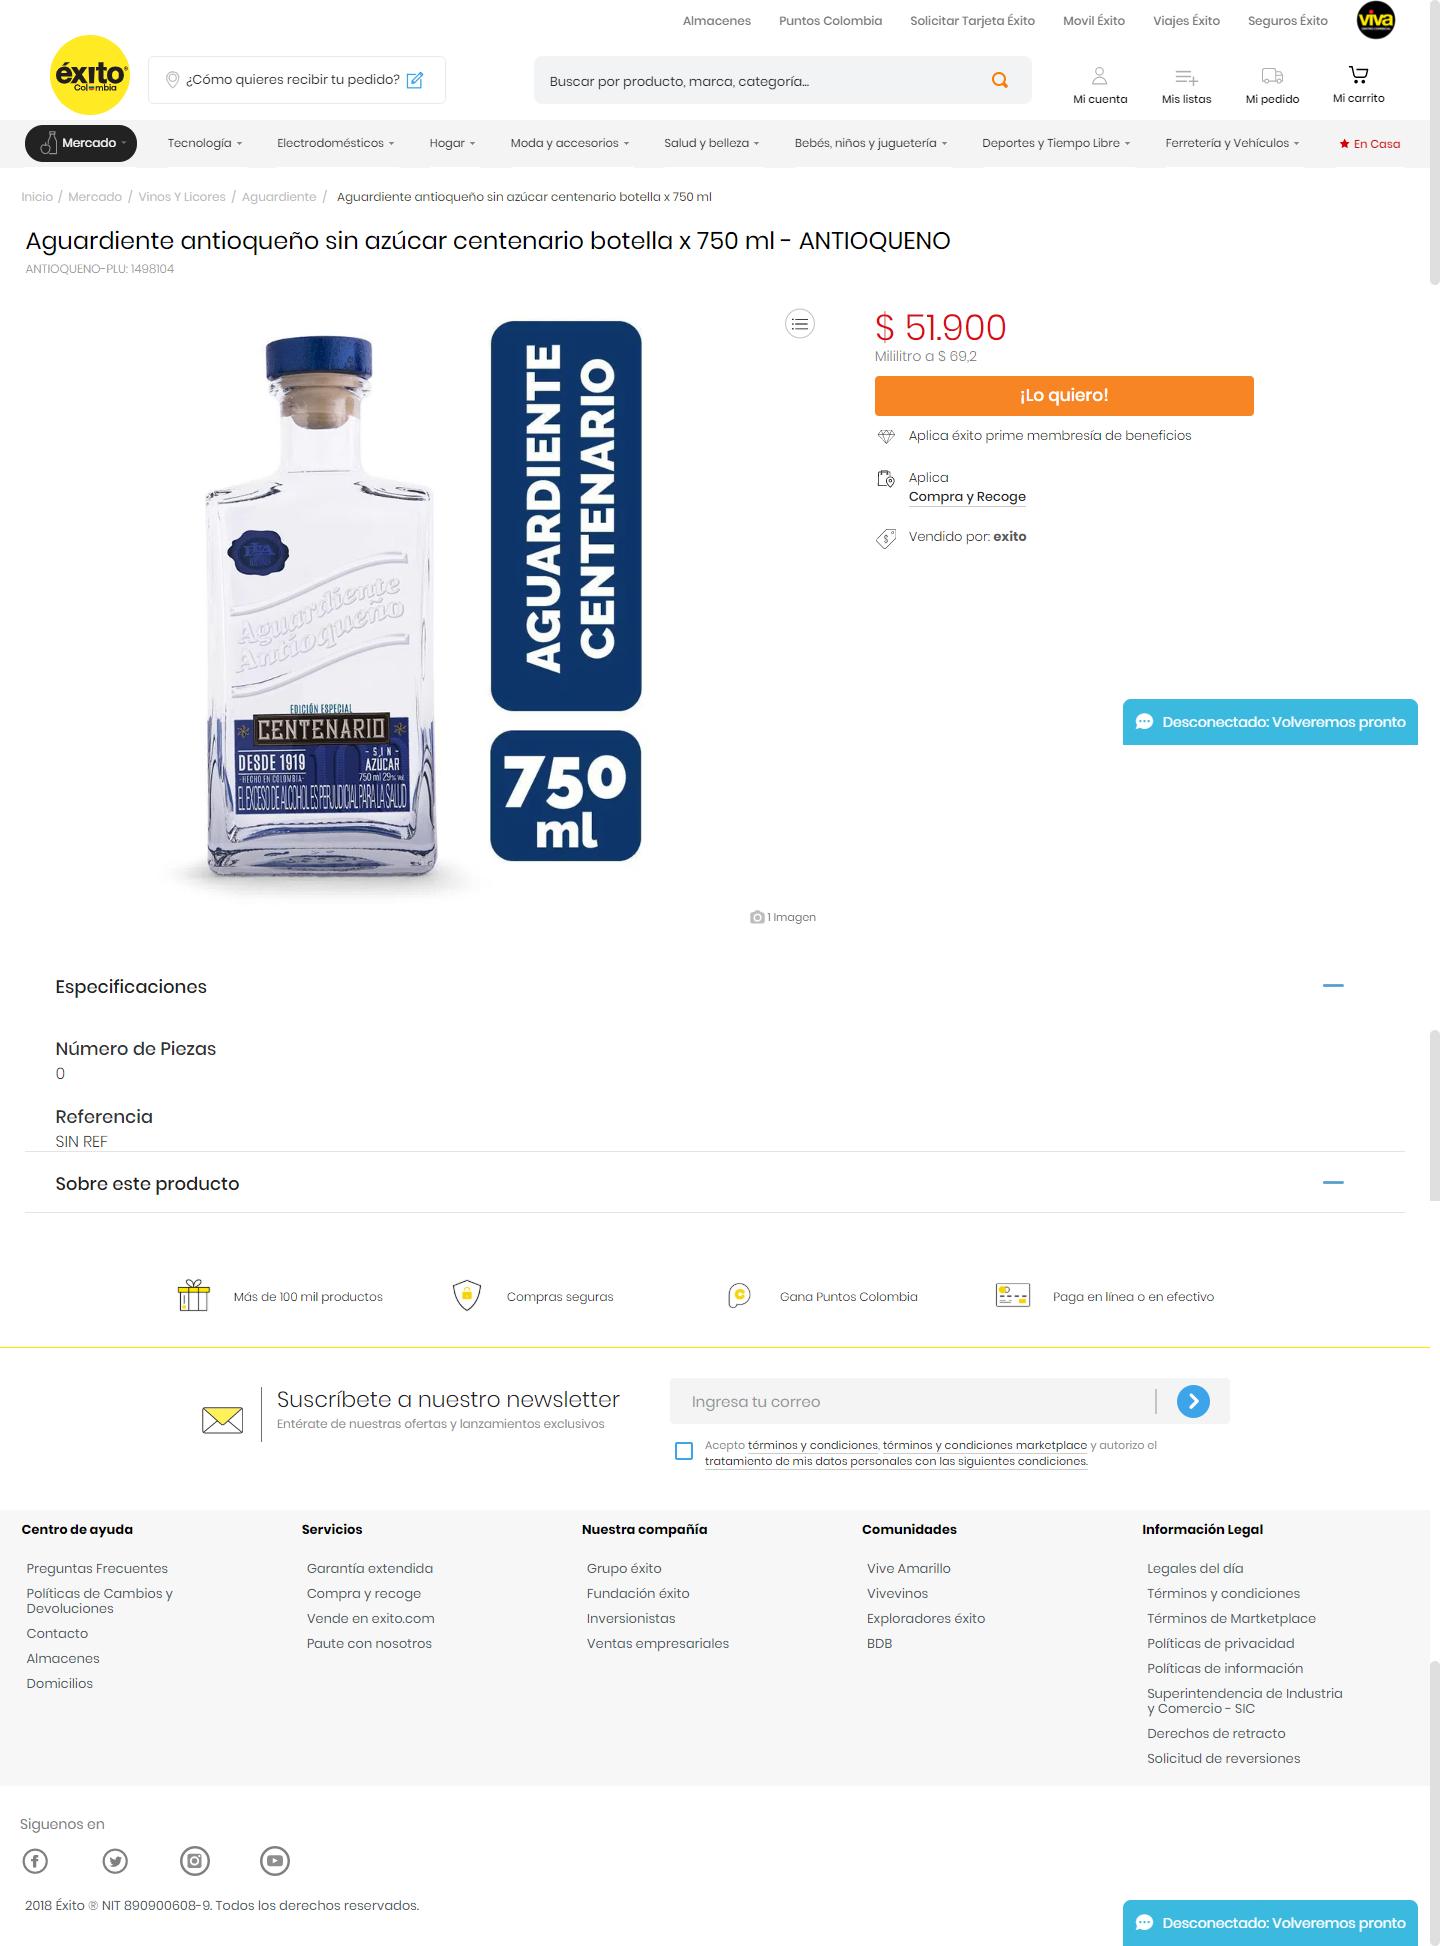 Almacenes Puntos Colombia Solicitar Tarjeta Éxito Movil Éxito Viajes Éxito Seguros Éxito viva
éxito
Colombia
¿Cómo quieres recibir tu pedido?
Buscar por producto, marca, categoría...
Mi cuenta Mis listas Mi pedido Mi carrito
Mercado Tecnología Electrodomésticos Hogar Moda y accesorios Salud y belleza Bebés, niños y juguetería Deportes y Tiempo Libre Ferretería y Vehículos En Casa
Inicio / Mercado / Vinos Y Licores / Aguardiente / Aguardiente antioqueño sin azúcar centenario botella x 750 ml
Aguardiente antioqueño sin azúcar centenario botella x 750 ml - ANTIOQUENO
ANTIOQUENO-PLU: 1498104
Aguardiente
Antioqueño
EDICIÓN ESPECIAL
CENTENARIO
DESDE 1919
-HECHO EN COLOMBIA-
-SIN-
AZÚCAR
750 ml 29% Vol
EL EXCESO DE ALCOHOL ES PERJUDICIAL PARA LA SALUD
AGUARDIENTE
CENTENARIO
750
ml
1 Imagen
$ 51.900
Mililitro a $ 69,2
¡Lo quiero!
Aplica éxito prime membresía de beneficios
Aplica
Compra y Recoge
Vendido por: exito
Desconectado: Volveremos pronto
Especificaciones
Número de Piezas
0
Referencia
SIN REF
Sobre este producto
Más de 100 mil productos Compras seguras Gana Puntos Colombia Paga en línea o en efectivo
Suscríbete a nuestro newsletter
Entérate de nuestras ofertas y lanzamientos exclusivos
Ingresa tu correo
Acepto términos y condiciones, términos y condiciones marketplace y autorizo el
tratamiento de mis datos personales con las siguientes condiciones.
Centro de ayuda
Preguntas Frecuentes
Políticas de Cambios y
Devoluciones
Contacto
Almacenes
Domicilios
Servicios
Garantía extendida
Compra y recoge
Vende en exito.com
Paute con nosotros
Nuestra compañía
Grupo éxito
Fundación éxito
Inversionistas
Ventas empresariales
Comunidades
Vive Amarillo
Vivevinos
Exploradores éxito
BDB
Información Legal
Legales del día
Términos y condiciones
Términos de Martketplace
Políticas de privacidad
Políticas de información
Superintendencia de Industria
y Comercio - SIC
Derechos de retracto
Solicitud de reversiones
Siguenos en
2018 Éxito ® NIT 890900608-9. Todos los derechos reservados.
Desconectado: Volveremos pronto